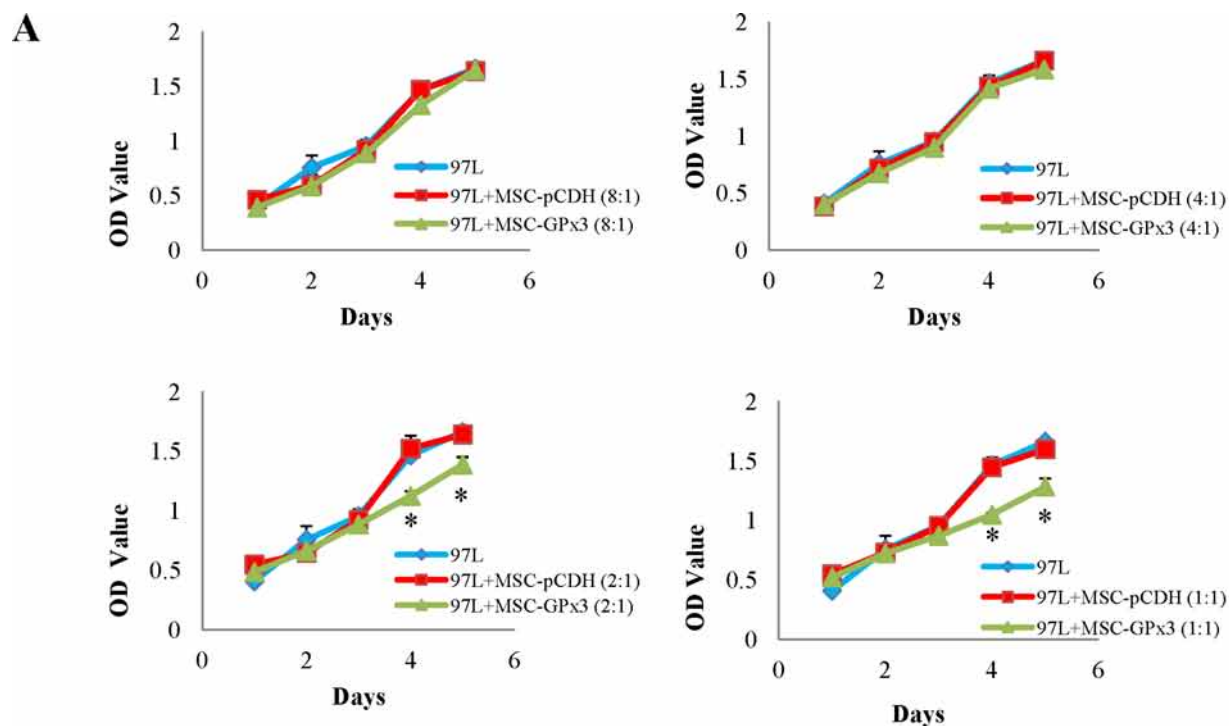 A
2
1.5
1
0.5
0
OD Value
97L
97L+MSC-pCDH (8:1)
97L+MSC-GPx3 (8:1)
0 2 4 6
Days
2
1.5
1
0.5
0
OD Value
97L
97L+MSC-pCDH (4:1)
97L+MSC-GPx3 (4:1)
0 2 4 6
Days
2
1.5
1
0.5
0
OD Value
* *
97L
97L+MSC-pCDH (2:1)
97L+MSC-GPx3 (2:1)
0 2 4 6
Days
2
1.5
1
0.5
0
OD Value
* *
97L
97L+MSC-pCDH (1:1)
97L+MSC-GPx3 (1:1)
0 2 4 6
Days